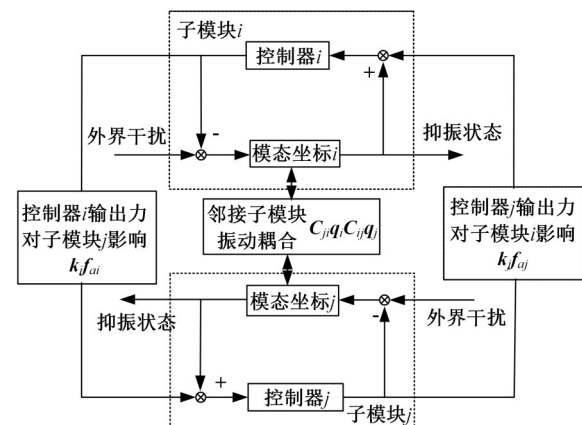 子模块i
控制器i
+
外界干扰
-
抑振状态
模态坐标i
控制器i输出力
对子模块j影响
kᵢfₐᵢ
邻接子模块
振动耦合
CⱼᵢqᵢCᵢⱼqⱼ
控制器j输出力
对子模块i影响
kⱼfₐⱼ
抑振状态
模态坐标j
-
外界干扰
+
控制器j
子模块j